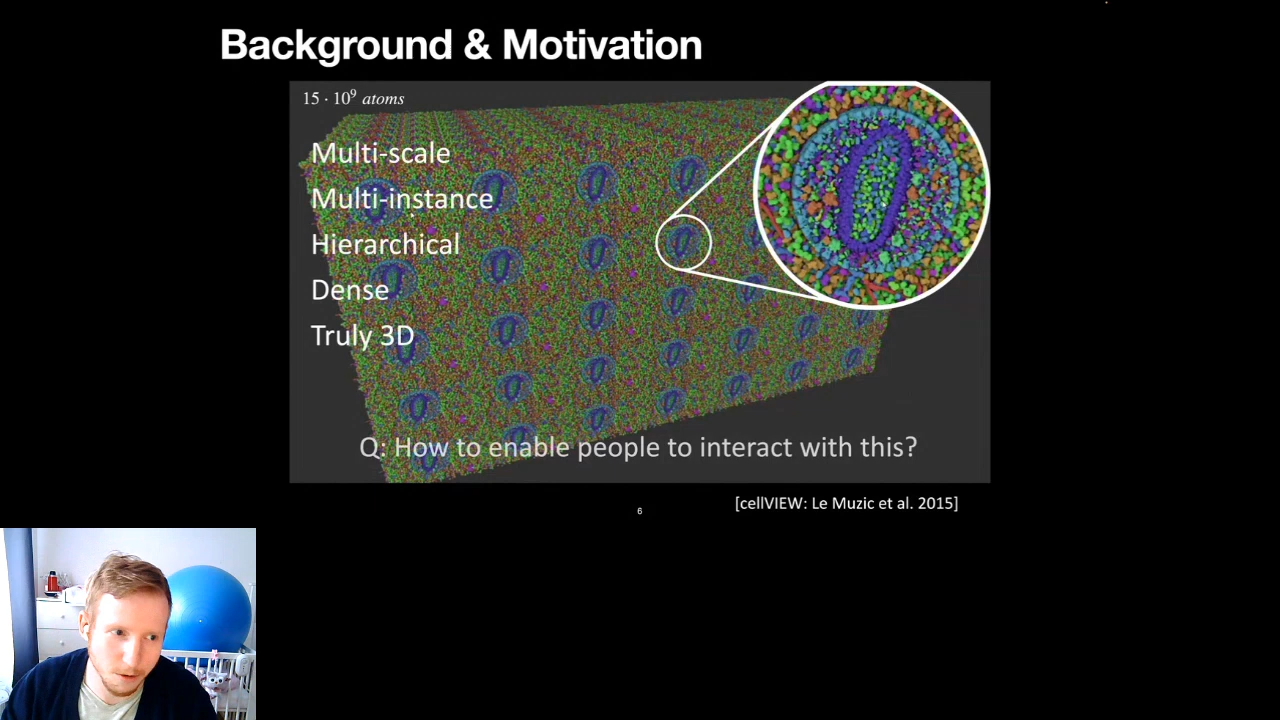 Background & Motivation
15 · 10⁹ atoms
Multi-scale
Multi-instance
Hierarchical
Dense
Truly 3D
Q: How to enable people to interact with this?
6
[cellVIEW: Le Muzic et al. 2015]